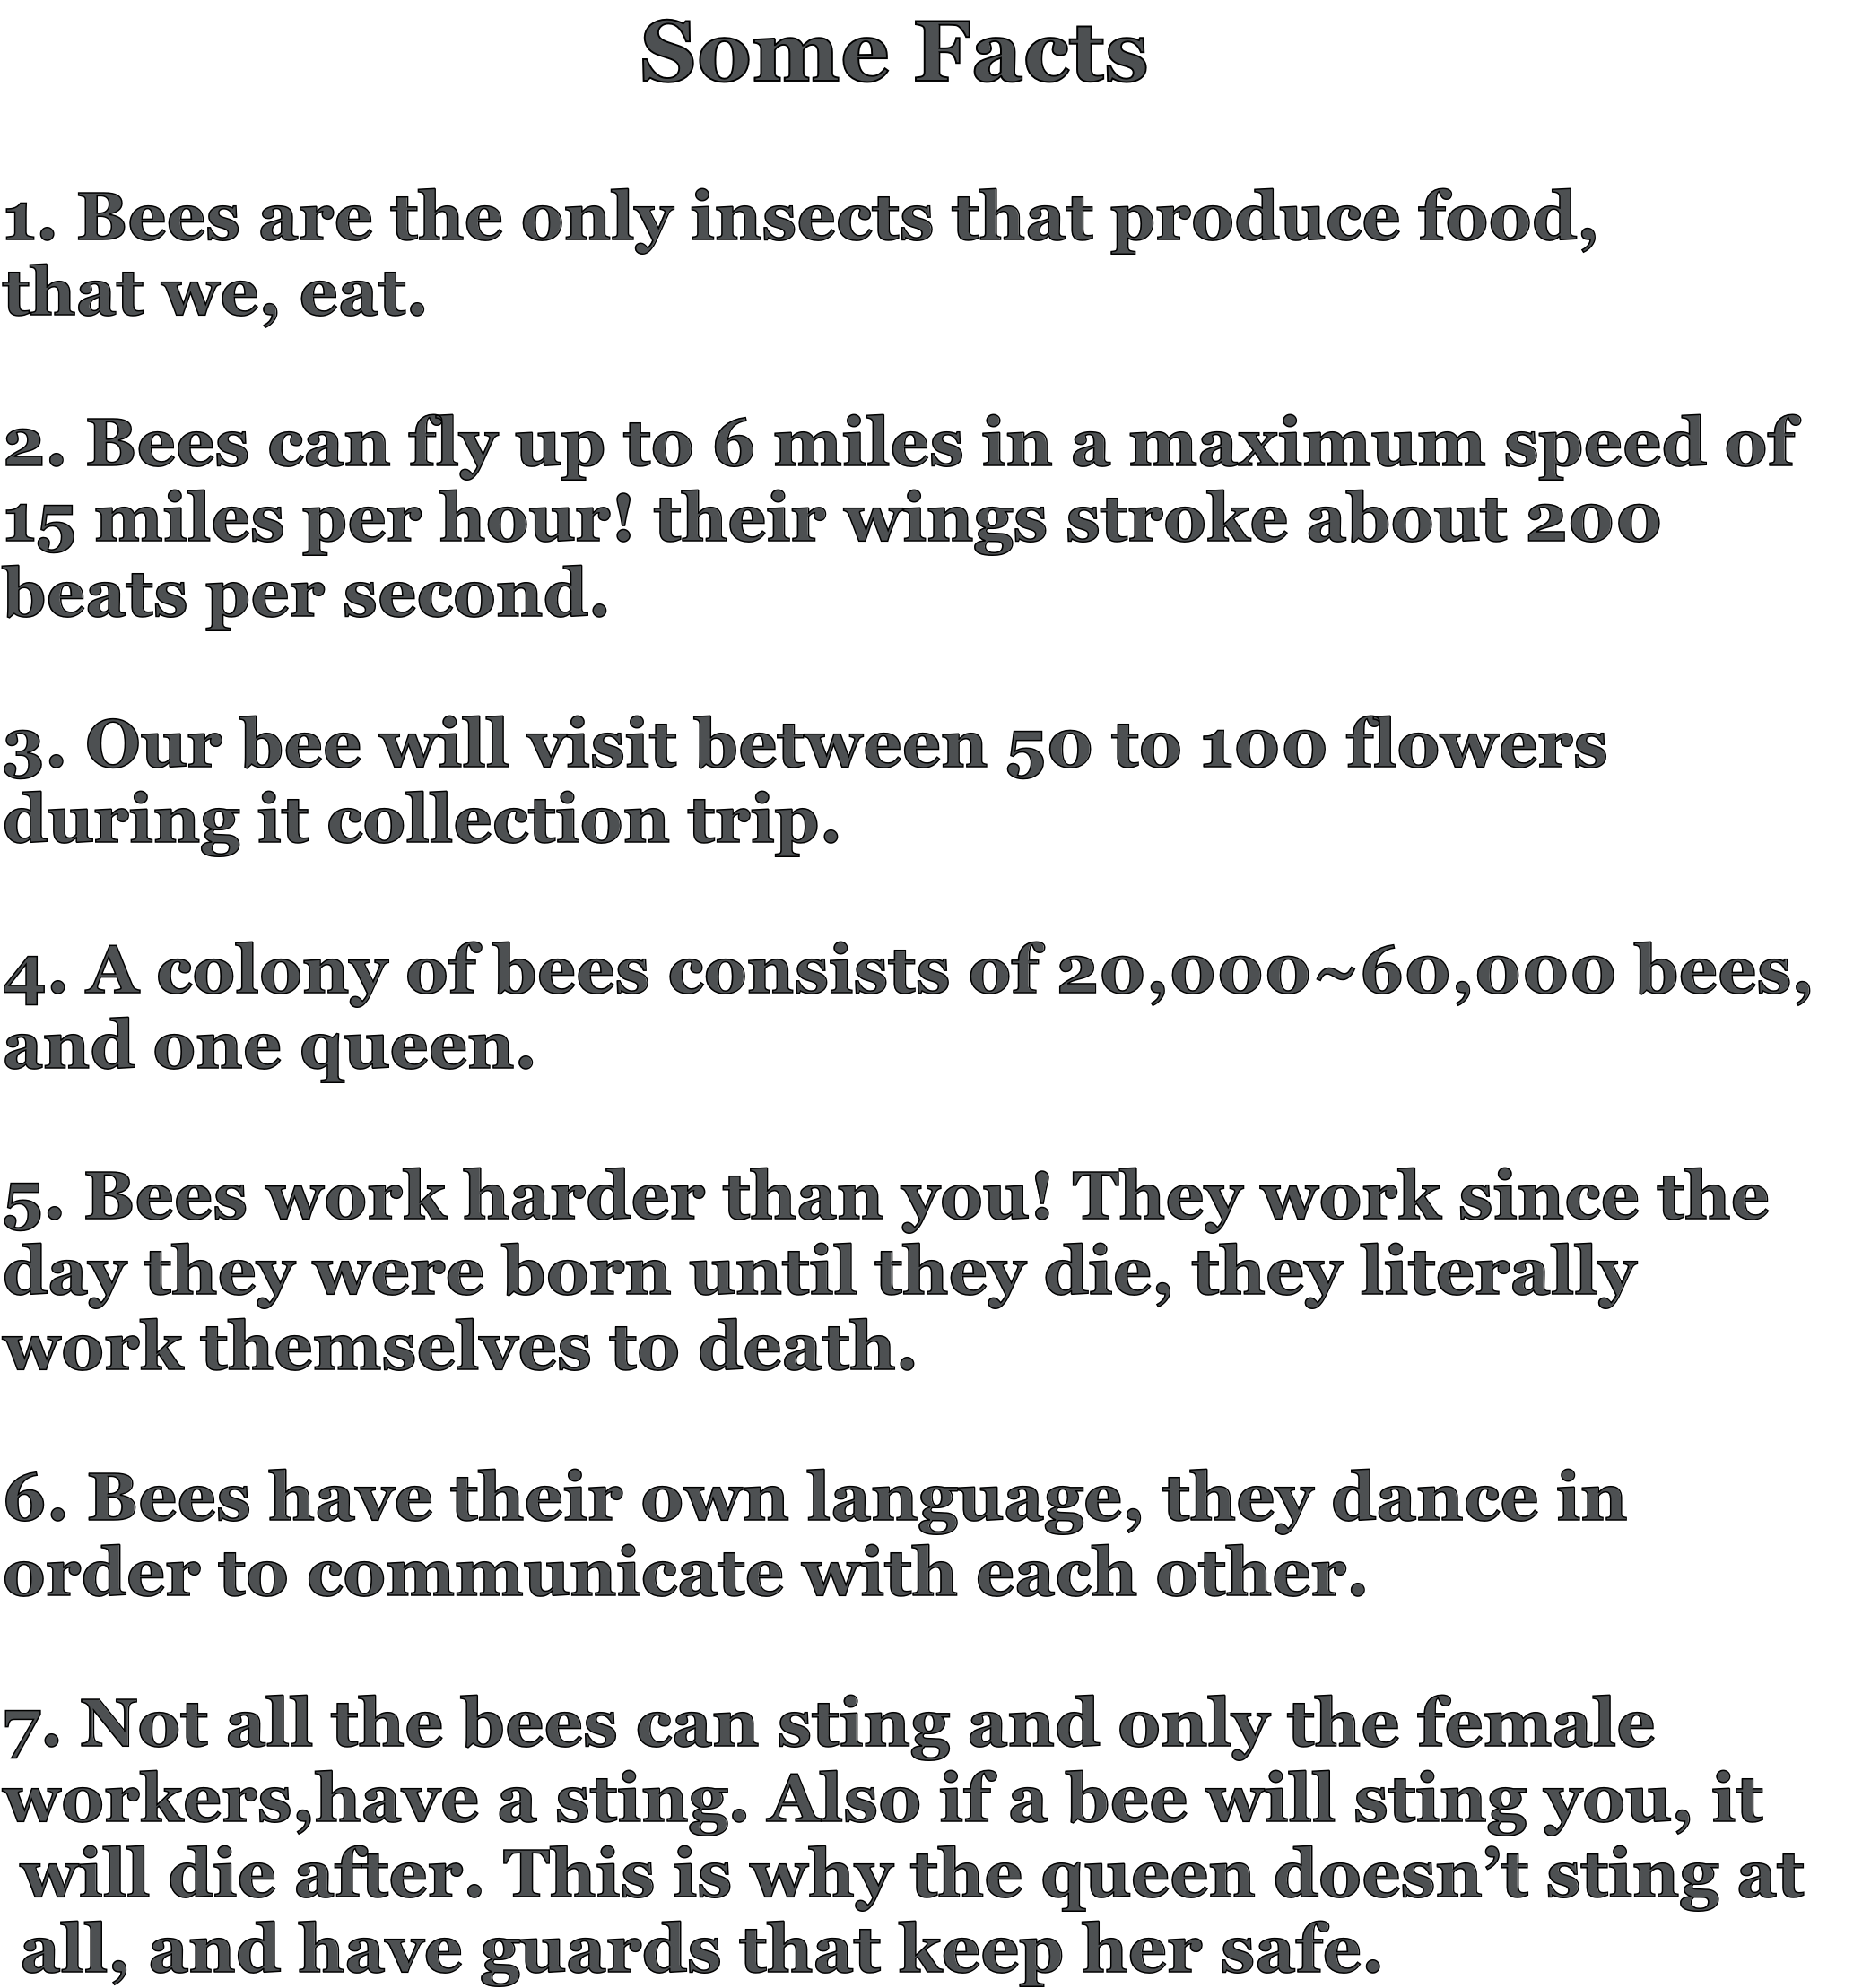 Some Facts
1. Bees are the only insects that produce food,
that we, eat.
2. Bees can fly up to 6 miles in a maximum speed of
15 miles per hour! their wings stroke about 200
beats per second.
3. Our bee will visit between 50 to 100 flowers
during it collection trip.
4. A colony of bees consists of 20,000~60,000 bees,
and one queen.
5. Bees work harder than you! They work since the
day they were born until they die, they literally
work themselves to death.
6. Bees have their own language, they dance in
order to communicate with each other.
7. Not all the bees can sting and only the female
workers,have a sting. Also if a bee will sting you, it
will die after. This is why the queen doesn’t sting at
all, and have guards that keep her safe.